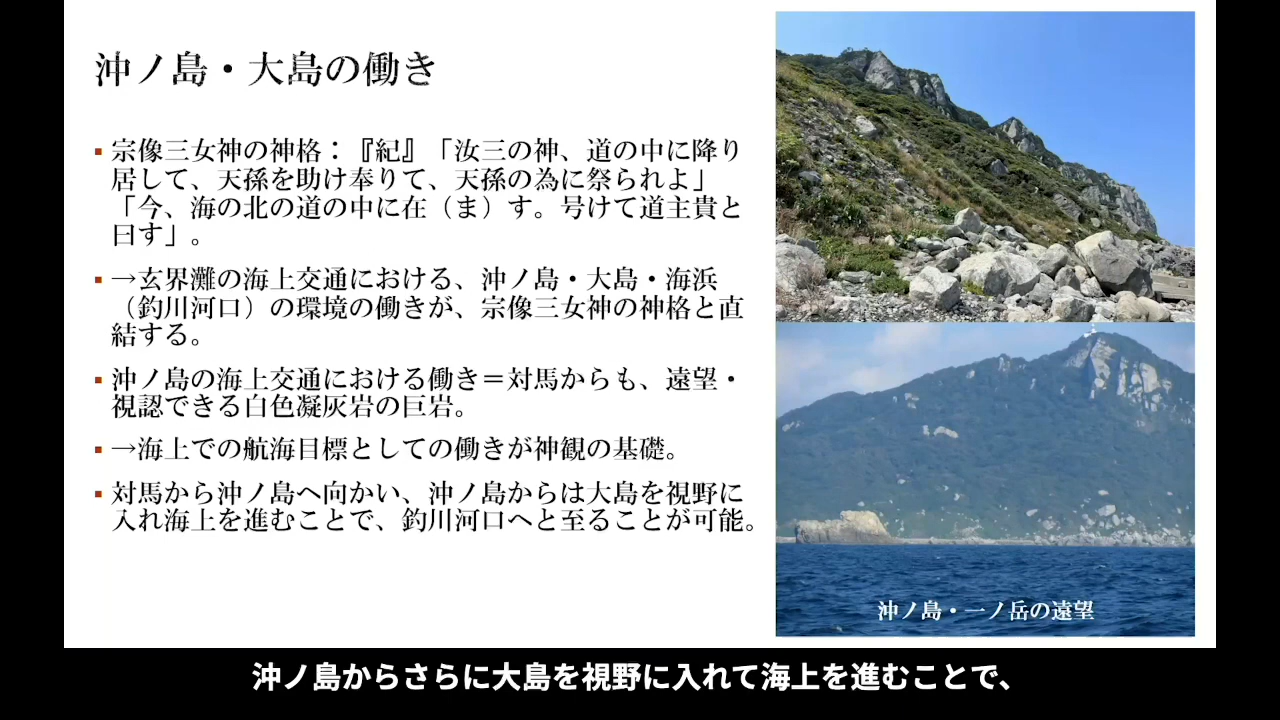 沖ノ島・大島の働き
▪ 宗像三女神の神格：『紀』「汝三の神、道の中に降り
居して、天孫を助け奉りて、天孫の為に祭られよ」
「今、海の北の道の中に在（ま）す。号けて道主貴と
曰す」。
▪ →玄界灘の海上交通における、沖ノ島・大島・海浜
（釣川河口）の環境の働きが、宗像三女神の神格と直
結する。
▪ 沖ノ島の海上交通における働き＝対馬からも、遠望・
視認できる白色凝灰岩の巨岩。
▪ →海上での航海目標としての働きが神観の基礎。
▪ 対馬から沖ノ島へ向かい、沖ノ島からは大島を視野に
入れ海上を進むことで、釣川河口へと至ることが可能。
沖ノ島・一ノ岳の遠望
沖ノ島からさらに大島を視野に入れて海上を進むことで、